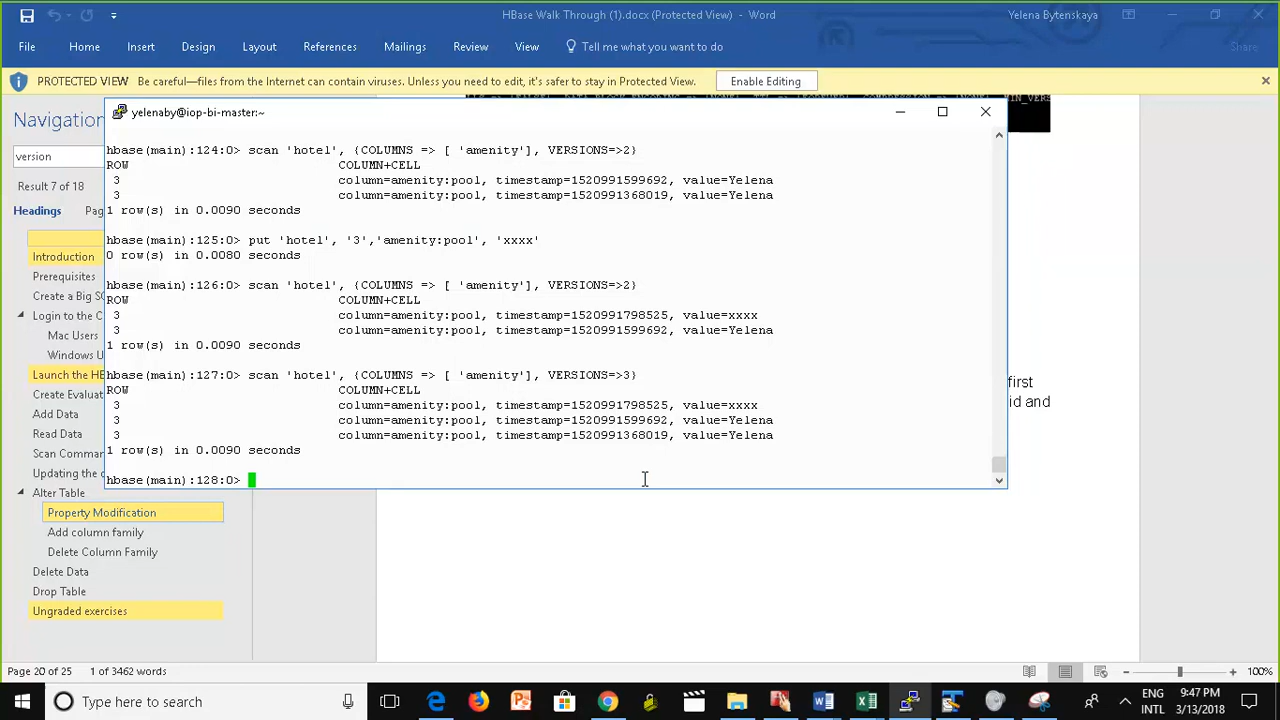 HBase Walk Through (1).docx (Protected View) - Word
Yelena Bytenskaya
File Home Insert Design Layout References Mailings Review View Tell me what you want to do Share
PROTECTED VIEW Be careful—files from the Internet can contain viruses. Unless you need to edit, it's safer to stay in Protected View. Enable Editing
yelenaby@iop-bi-master:~
hbase(main):124:0> scan 'hotel', {COLUMNS => [ 'amenity'], VERSIONS=>2}
ROW COLUMN+CELL
3 column=amenity:pool, timestamp=1520991599692, value=Yelena
3 column=amenity:pool, timestamp=1520991368019, value=Yelena
1 row(s) in 0.0090 seconds
hbase(main):125:0> put 'hotel', '3','amenity:pool', 'xxxx'
0 row(s) in 0.0080 seconds
hbase(main):126:0> scan 'hotel', {COLUMNS => [ 'amenity'], VERSIONS=>2}
ROW COLUMN+CELL
3 column=amenity:pool, timestamp=1520991798525, value=xxxx
3 column=amenity:pool, timestamp=1520991599692, value=Yelena
1 row(s) in 0.0090 seconds
hbase(main):127:0> scan 'hotel', {COLUMNS => [ 'amenity'], VERSIONS=>3}
ROW COLUMN+CELL
3 column=amenity:pool, timestamp=1520991798525, value=xxxx
3 column=amenity:pool, timestamp=1520991599692, value=Yelena
3 column=amenity:pool, timestamp=1520991368019, value=Yelena
1 row(s) in 0.0090 seconds
hbase(main):128:0>
Navigation
version
Result 7 of 18
Headings Pag
Introduction
Prerequisites
Create a Big SQ
Login to the C
Mac Users
Windows U
Launch the HE
Create Evaluat
Add Data
Read Data
Scan Comman
Updating the c
Alter Table
Property Modification
Add column family
Delete Column Family
Delete Data
Drop Table
Ungraded exercises
first
id and
Page 20 of 25 1 of 3462 words 100%
Type here to search
ENG
INTL
9:47 PM
3/13/2018